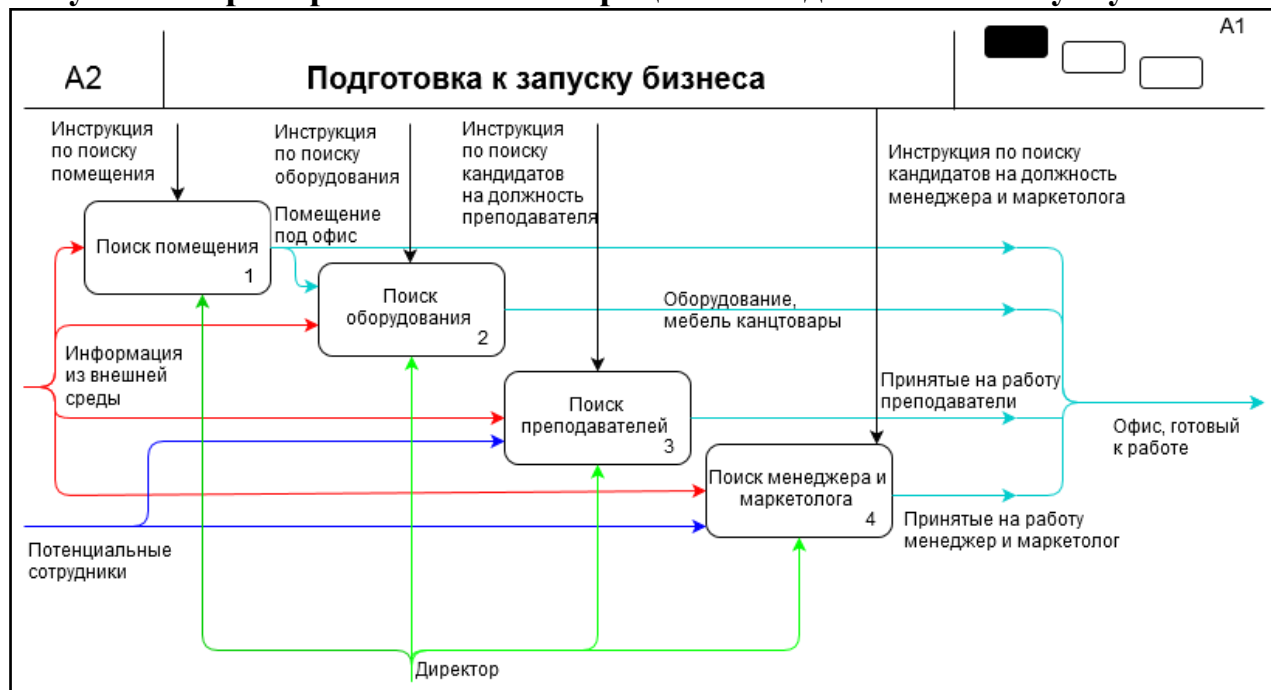 A2
Подготовка к запуску бизнеса
A1
Инструкция
по поиску
помещения
Инструкция
по поиску
оборудования
Инструкция
по поиску
кандидатов
на должность
преподавателя
Инструкция по поиску
кандидатов на должность
менеджера и маркетолога
Поиск помещения
1
Помещение
под офис
Поиск
оборудования
2
Оборудование,
мебель канцтовары
Информация
из внешней
среды
Поиск
преподавателей
3
Принятые на работу
преподаватели
Офис, готовый
к работе
Поиск менеджера и
маркетолога
4
Принятые на работу
менеджер и маркетолог
Потенциальные
сотрудники
Директор